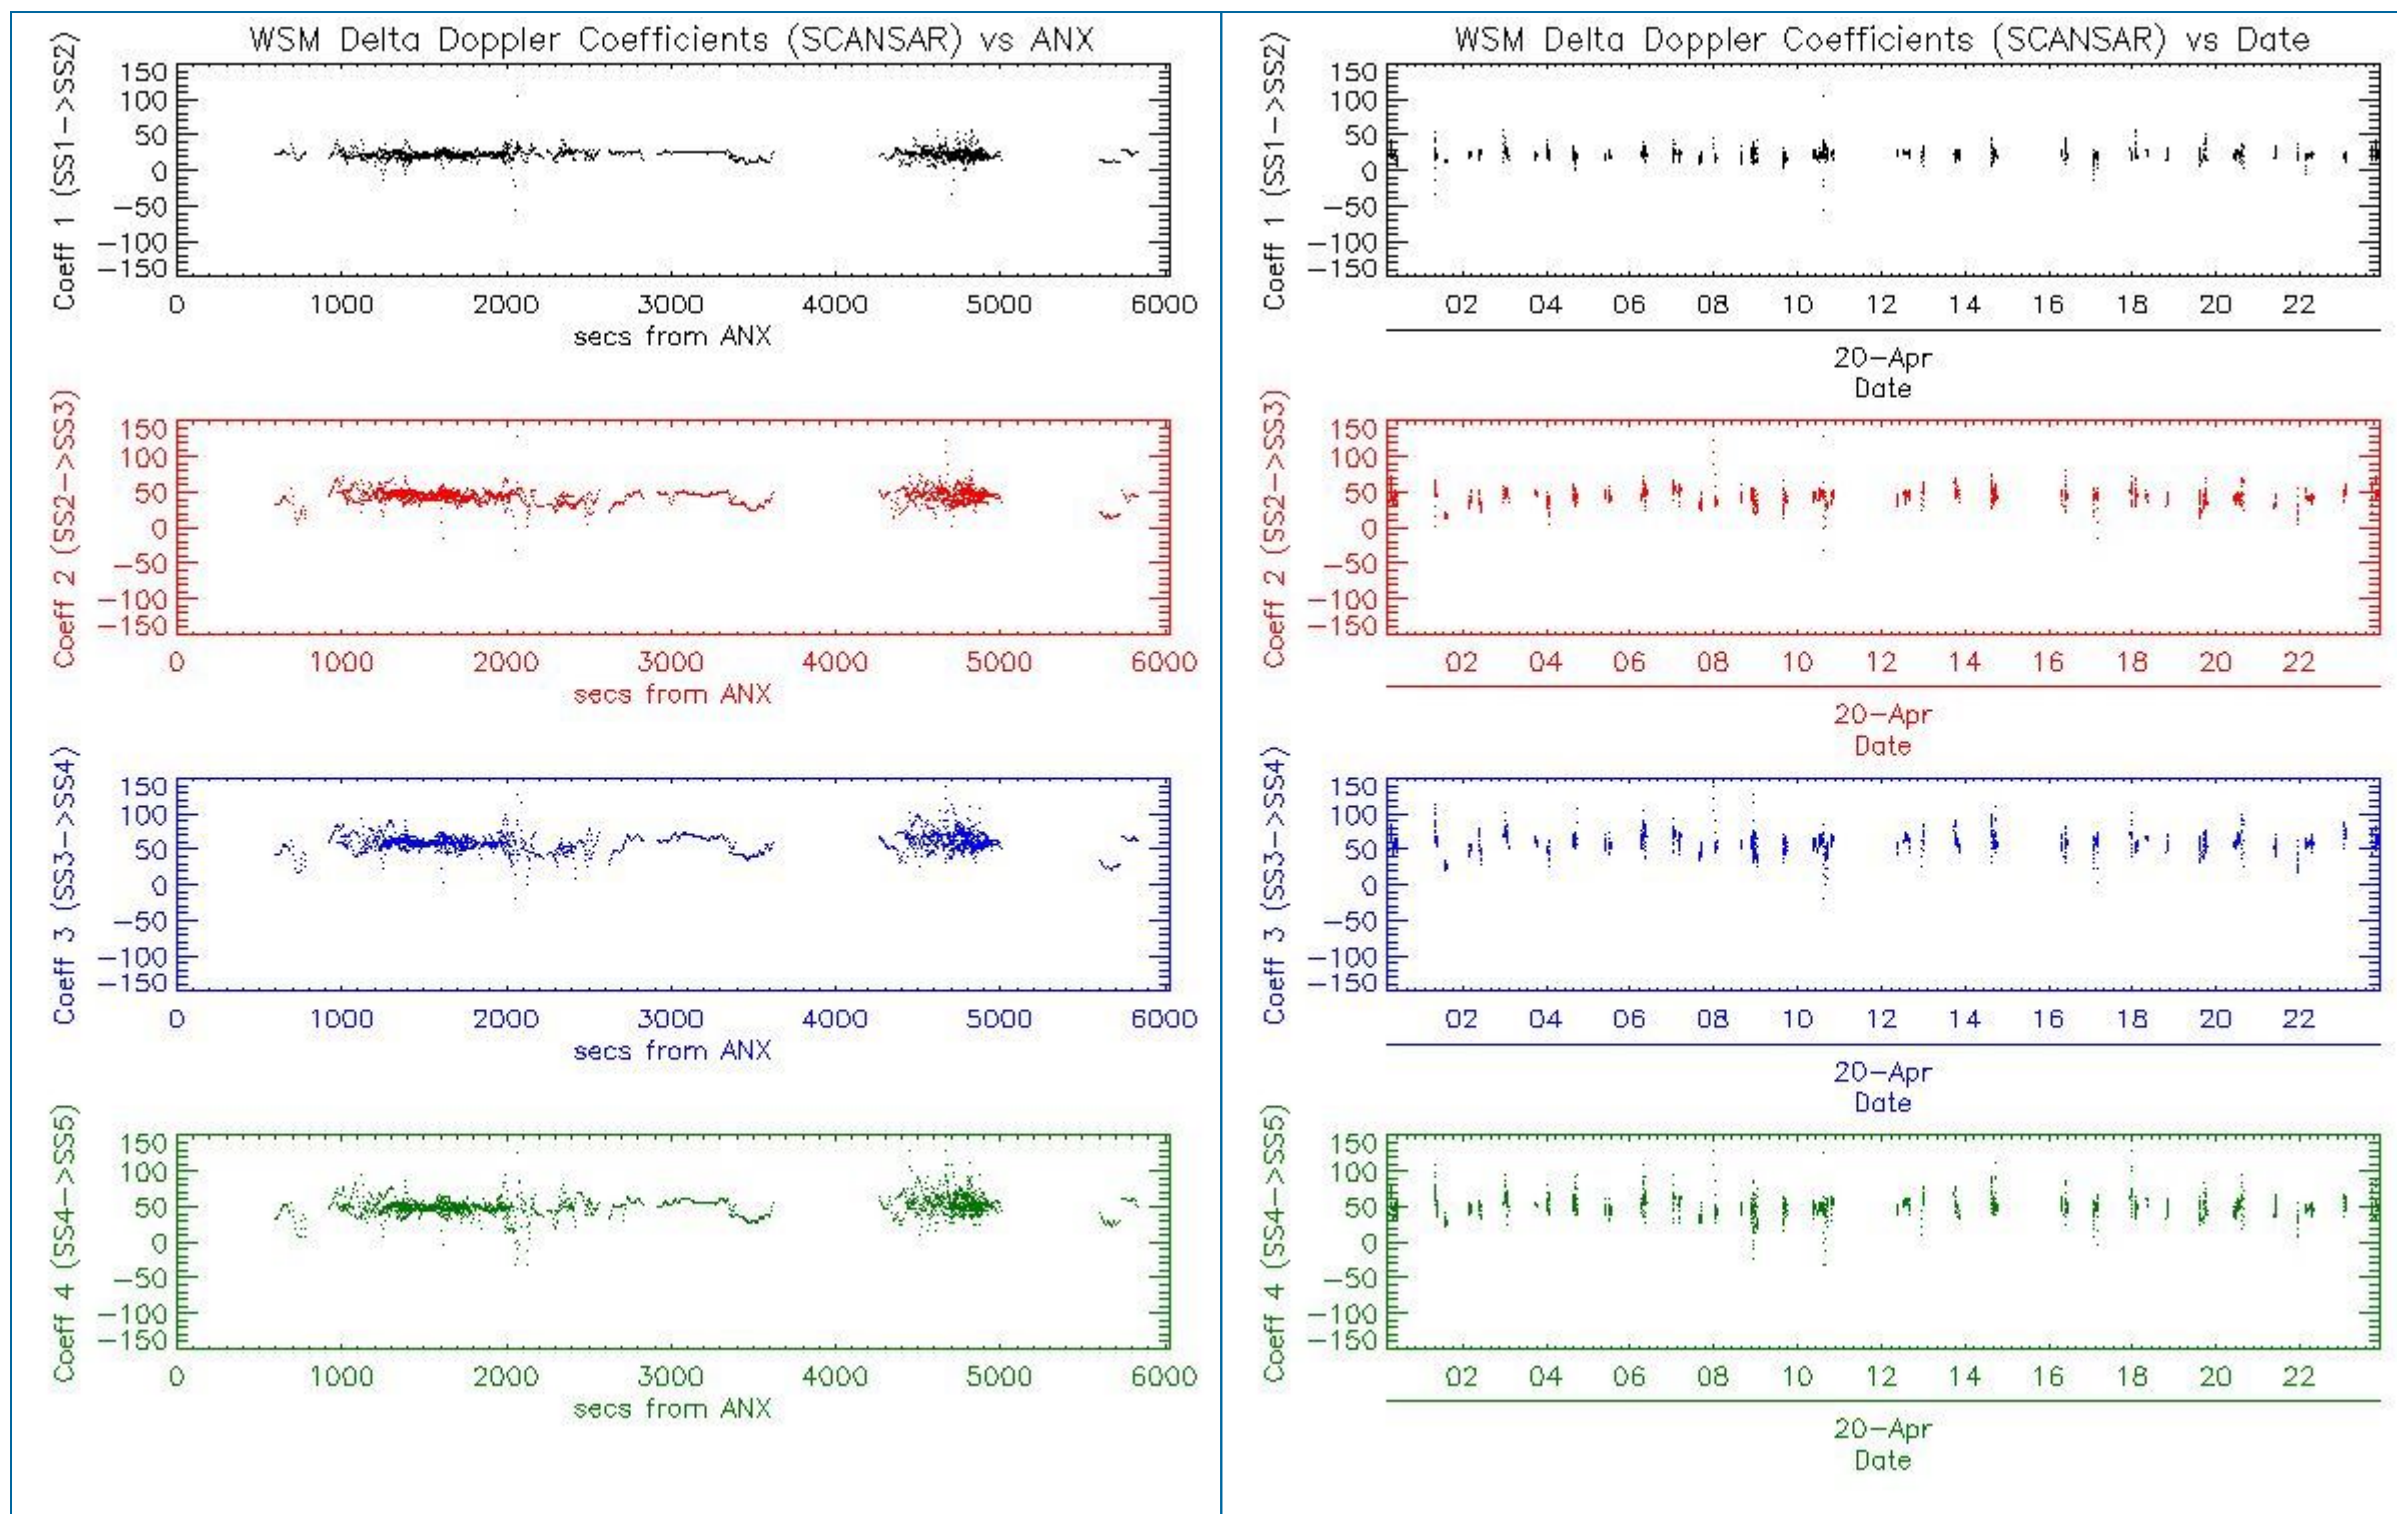 WSM Delta Doppler Coefficients (SCANSAR) vs ANX
Coeff 1 (SS1->SS2)
150
100
50
0
-50
-100
-150
0 1000 2000 3000 4000 5000 6000
secs from ANX
Coeff 2 (SS2->SS3)
150
100
50
0
-50
-100
-150
0 1000 2000 3000 4000 5000 6000
secs from ANX
Coeff 3 (SS3->SS4)
150
100
50
0
-50
-100
-150
0 1000 2000 3000 4000 5000 6000
secs from ANX
Coeff 4 (SS4->SS5)
150
100
50
0
-50
-100
-150
0 1000 2000 3000 4000 5000 6000
secs from ANX
WSM Delta Doppler Coefficients (SCANSAR) vs Date
Coeff 1 (SS1->SS2)
150
100
50
0
-50
-100
-150
02 04 06 08 10 12 14 16 18 20 22
20-Apr
Date
Coeff 2 (SS2->SS3)
150
100
50
0
-50
-100
-150
02 04 06 08 10 12 14 16 18 20 22
20-Apr
Date
Coeff 3 (SS3->SS4)
150
100
50
0
-50
-100
-150
02 04 06 08 10 12 14 16 18 20 22
20-Apr
Date
Coeff 4 (SS4->SS5)
150
100
50
0
-50
-100
-150
02 04 06 08 10 12 14 16 18 20 22
20-Apr
Date